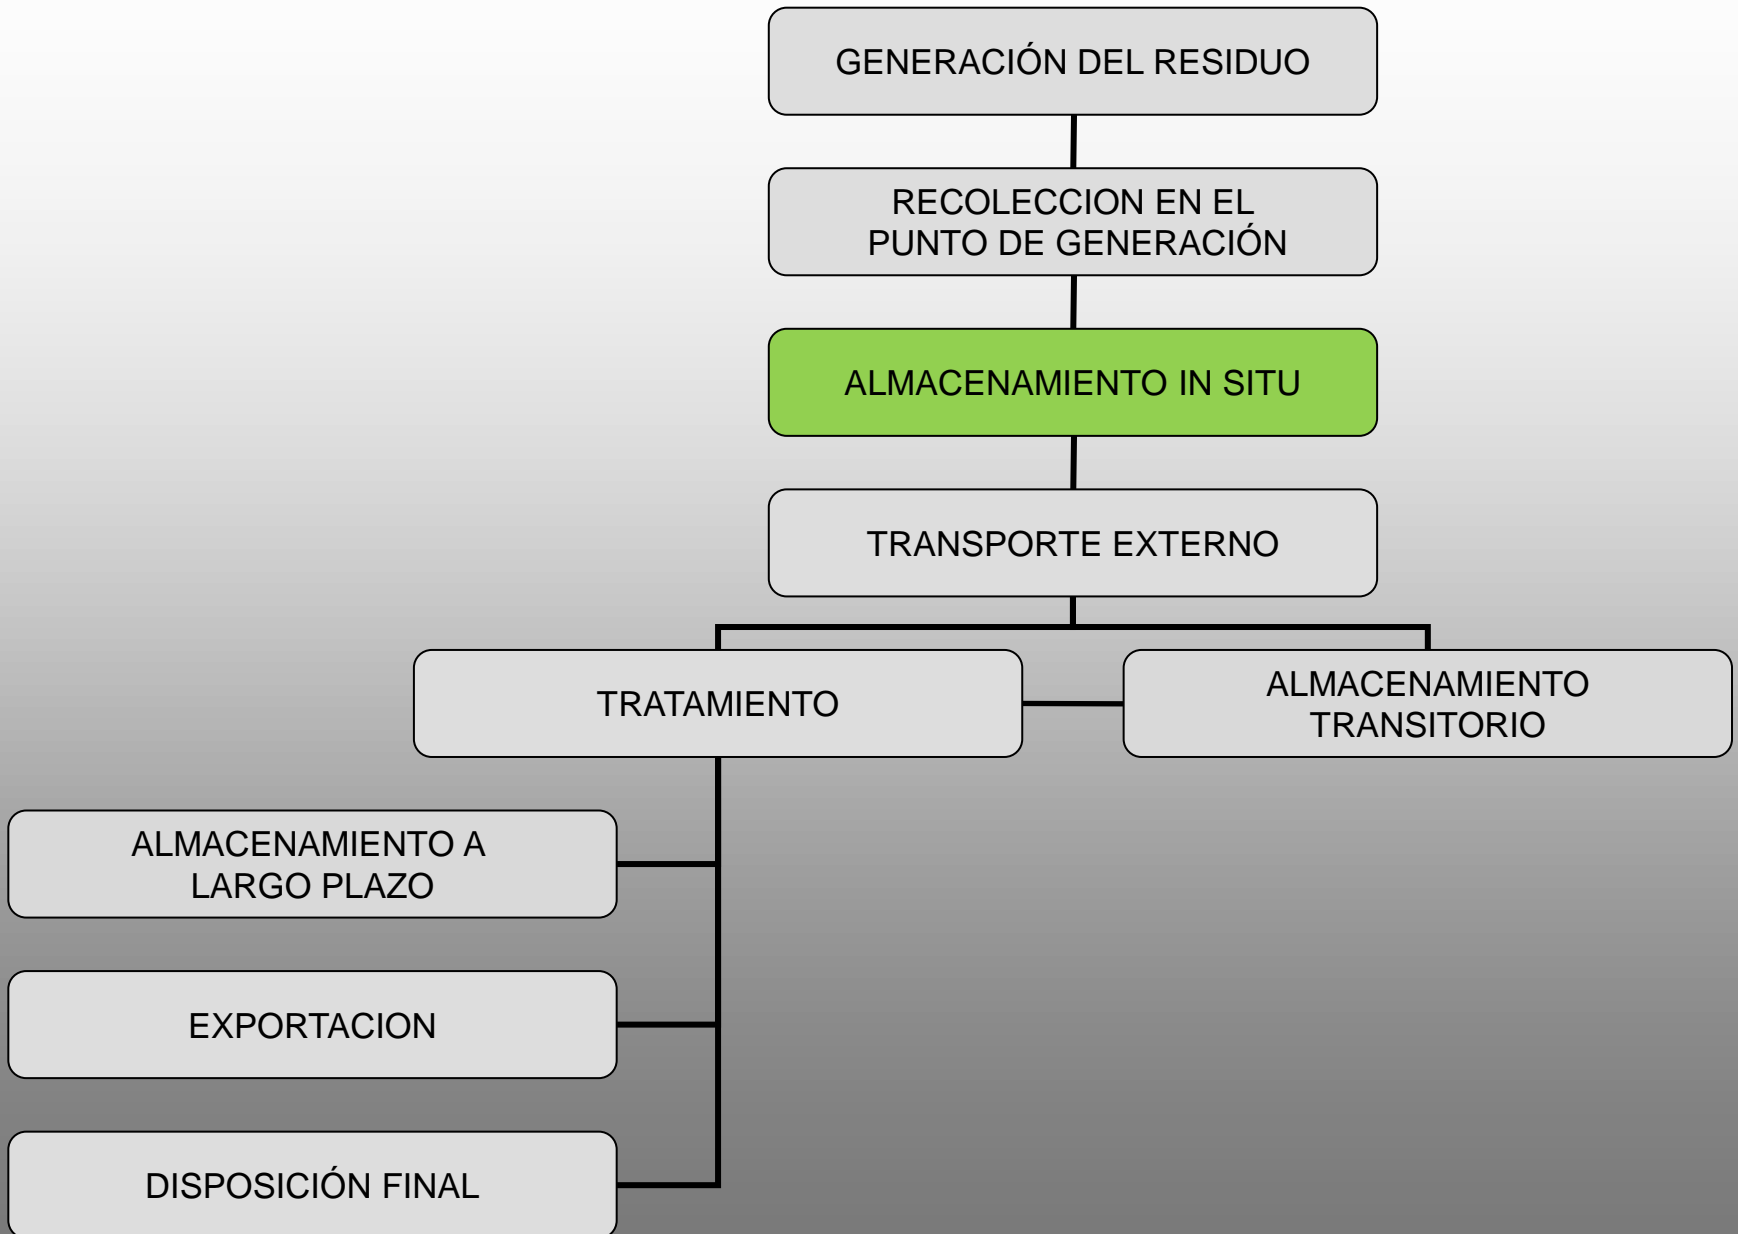 GENERACIÓN DEL RESIDUO
RECOLECCION EN EL
PUNTO DE GENERACIÓN
ALMACENAMIENTO IN SITU
TRANSPORTE EXTERNO
TRATAMIENTO
ALMACENAMIENTO
TRANSITORIO
ALMACENAMIENTO A
LARGO PLAZO
EXPORTACION
DISPOSICIÓN FINAL